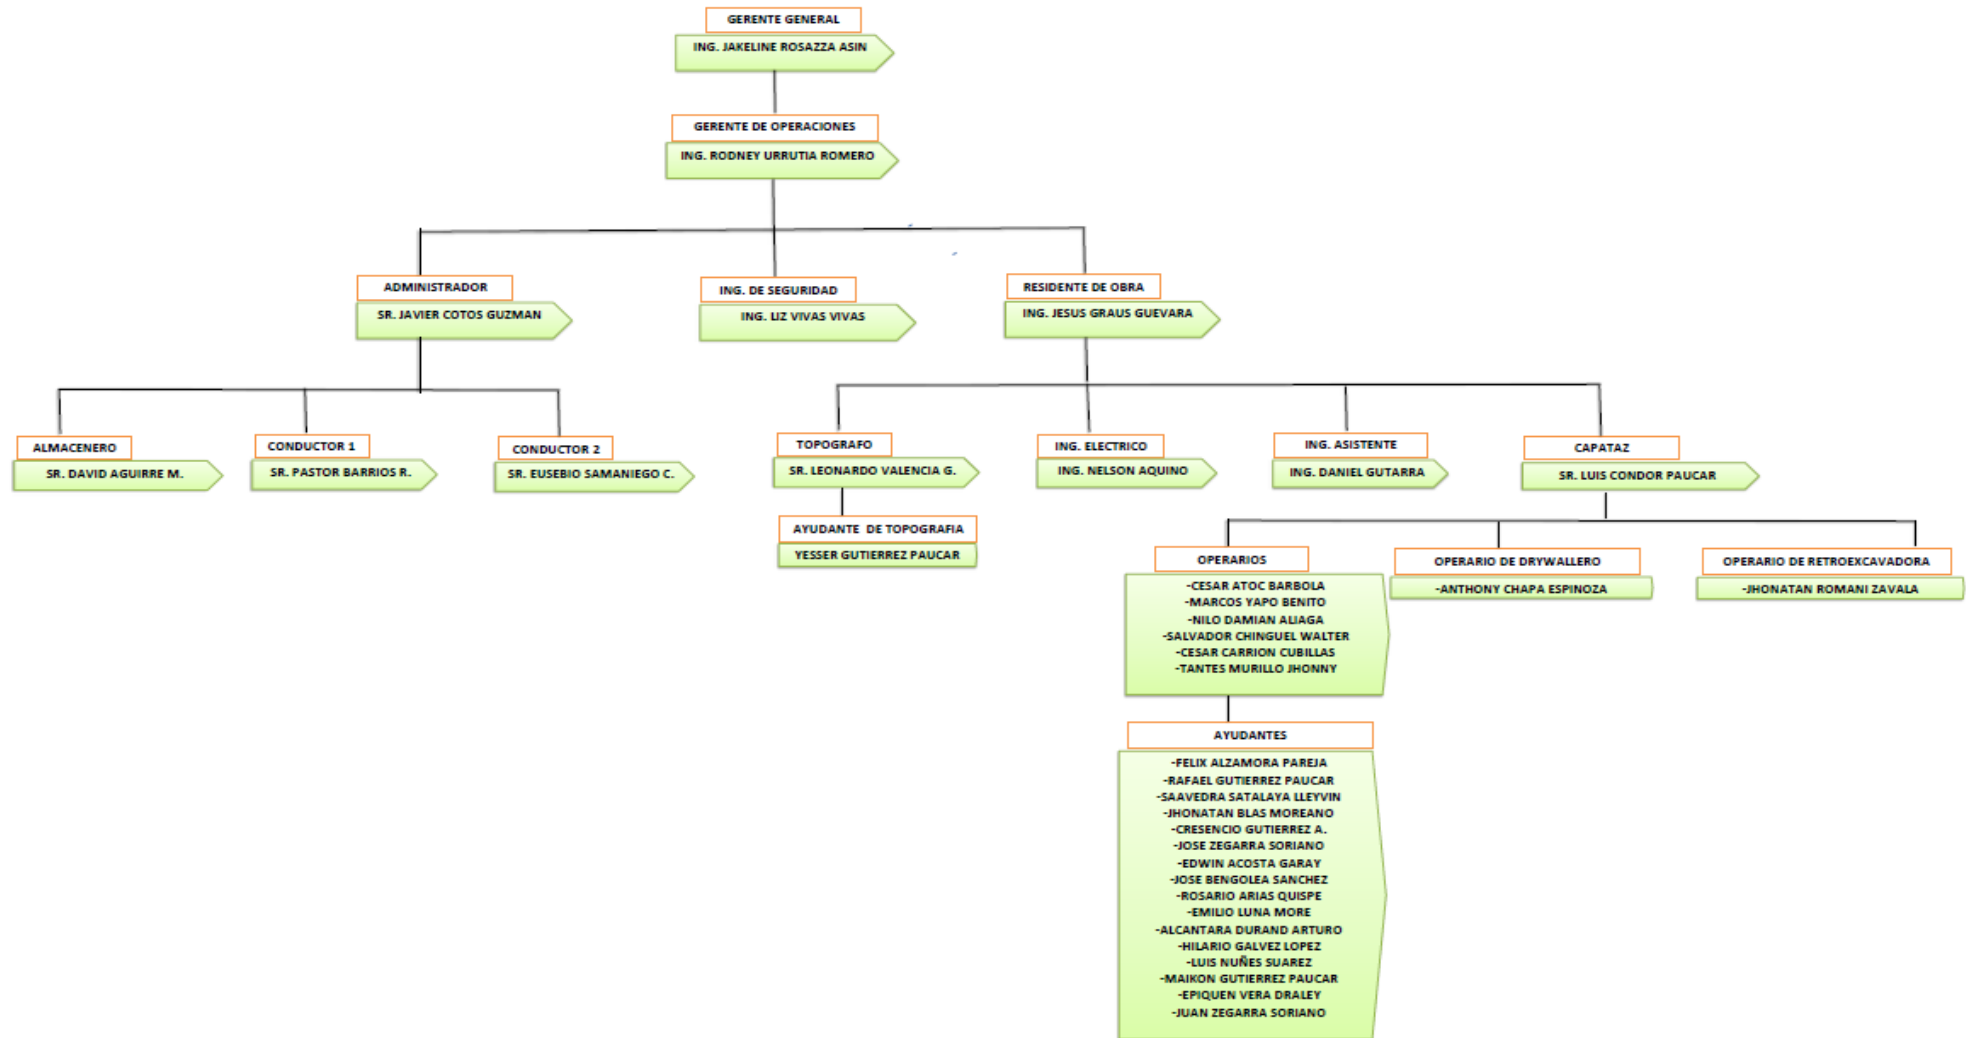 GERENTE GENERAL
ING. JAKELINE ROSAZZA ASIN
GERENTE DE OPERACIONES
ING. RODNEY URRUTIA ROMERO
ADMINISTRADOR
SR. JAVIER COTOS GUZMAN
ING. DE SEGURIDAD
ING. LIZ VIVAS VIVAS
RESIDENTE DE OBRA
ING. JESUS GRAUS GUEVARA
ALMACENERO
SR. DAVID AGUIRRE M.
CONDUCTOR 1
SR. PASTOR BARRIOS R.
CONDUCTOR 2
SR. EUSEBIO SAMANIEGO C.
TOPOGRAFO
SR. LEONARDO VALENCIA G.
ING. ELECTRICO
ING. NELSON AQUINO
ING. ASISTENTE
ING. DANIEL GUTARRA
CAPATAZ
SR. LUIS CONDOR PAUCAR
AYUDANTE DE TOPOGRAFIA
YESSER GUTIERREZ PAUCAR
OPERARIOS
-CESAR ATOC BARBOLA
-MARCOS YAPO BENITO
-NILO DAMIAN ALIAGA
-SALVADOR CHINGUEL WALTER
-CESAR CARRION CUBILLAS
-TANTES MURILLO JHONNY
OPERARIO DE DRYWALLERO
-ANTHONY CHAPA ESPINOZA
OPERARIO DE RETROEXCAVADORA
-JHONATAN ROMANI ZAVALA
AYUDANTES
-FELIX ALZAMORA PAREJA
-RAFAEL GUTIERREZ PAUCAR
-SAAVEDRA SATALAYA LLEYVIN
-JHONATAN BLAS MOREANO
-CRESENCIO GUTIERREZ A.
-JOSE ZEGARRA SORIANO
-EDWIN ACOSTA GARAY
-JOSE BENGOLEA SANCHEZ
-ROSARIO ARIAS QUISPE
-EMILIO LUNA MORE
-ALCANTARA DURAND ARTURO
-HILARIO GALVEZ LOPEZ
-LUIS NUÑES SUAREZ
-MAIKON GUTIERREZ PAUCAR
-EPIQUEN VERA DRALEY
-JUAN ZEGARRA SORIANO